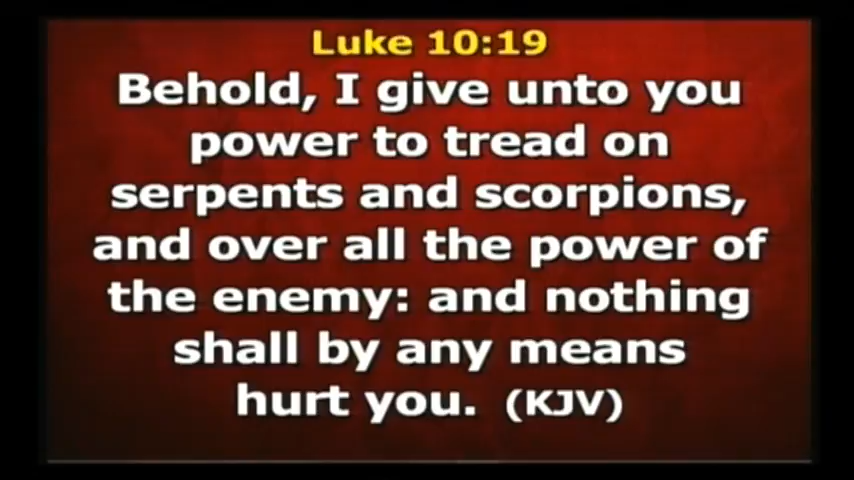 Luke 10:19
Behold, I give unto you
power to tread on
serpents and scorpions,
and over all the power of
the enemy: and nothing
shall by any means
hurt you. (KJV)